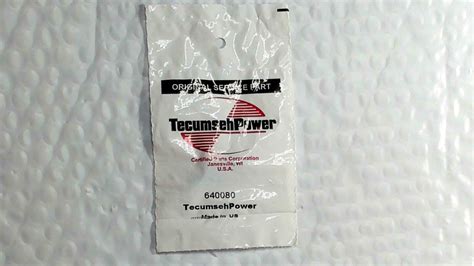 ORIGINAL SERVICE PART
TecumsehPower
Certified Parts Corporation
Janesville, WI
U.S.A.
640080
TecumsehPower
Made in US